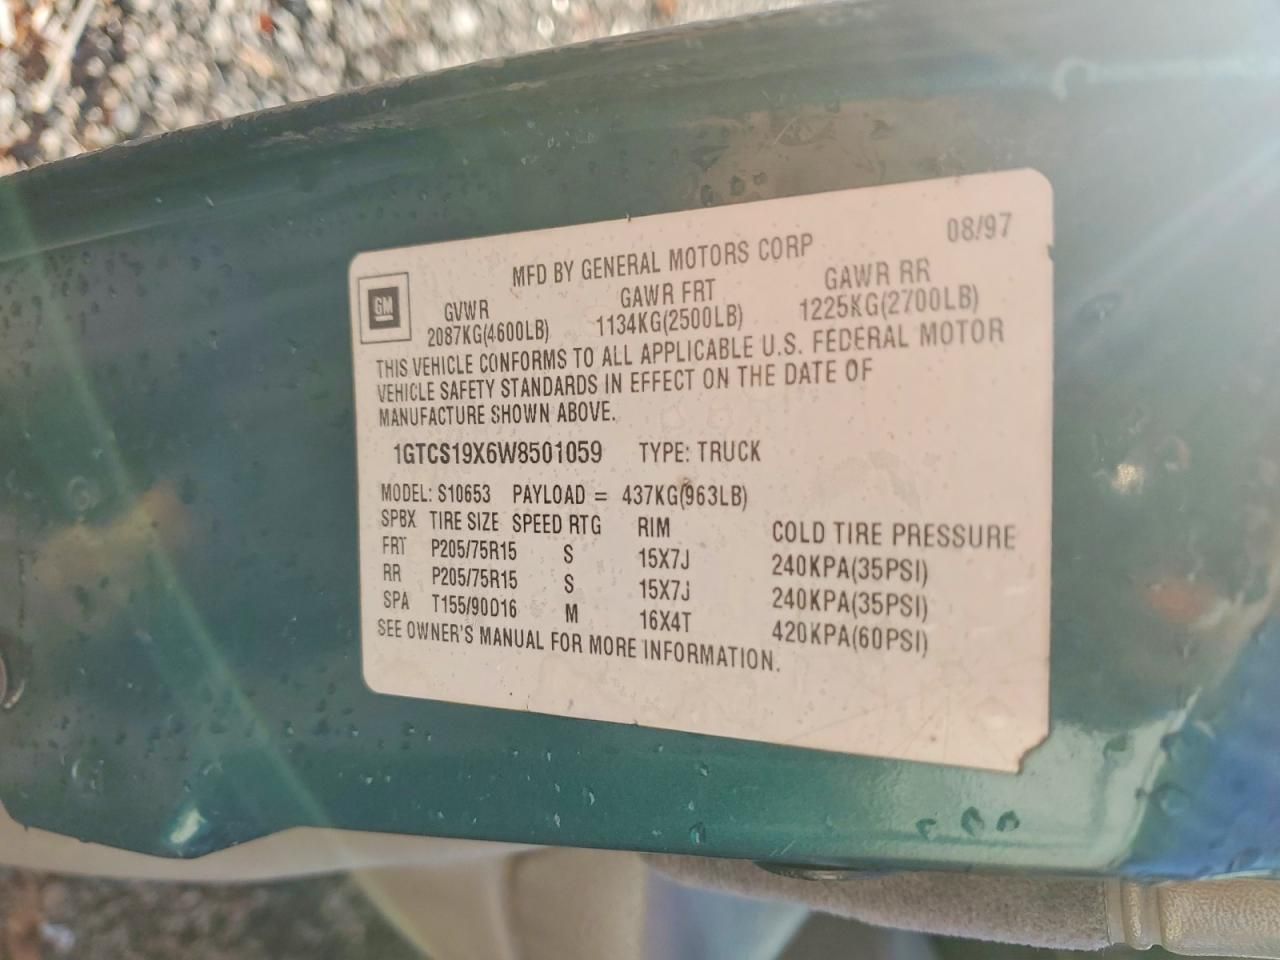 08/97
MFD BY GENERAL MOTORS CORP
GM
GVWR GAWR FRT GAWR RR
2087KG(4600LB) 1134KG(2500LB) 1225KG(2700LB)
THIS VEHICLE CONFORMS TO ALL APPLICABLE U.S. FEDERAL MOTOR
VEHICLE SAFETY STANDARDS IN EFFECT ON THE DATE OF
MANUFACTURE SHOWN ABOVE.
1GTCS19X6W8501059 TYPE: TRUCK
MODEL: S10653 PAYLOAD = 437KG(963LB)
SPBX TIRE SIZE SPEED RTG RIM COLD TIRE PRESSURE
FRT P205/75R15 S 15X7J 240KPA(35PSI)
RR P205/75R15 S 15X7J 240KPA(35PSI)
SPA T155/90D16 M 16X4T 420KPA(60PSI)
SEE OWNER'S MANUAL FOR MORE INFORMATION.